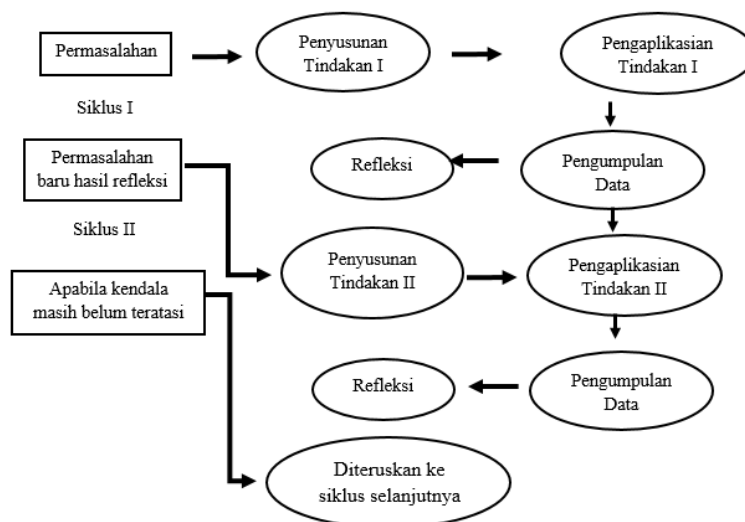 Permasalahan
Penyusunan
Tindakan I
Pengaplikasian
Tindakan I
Siklus I
Permasalahan
baru hasil refleksi
Refleksi
Pengumpulan
Data
Siklus II
Penyusunan
Tindakan II
Pengaplikasian
Tindakan II
Apabila kendala
masih belum teratasi
Refleksi
Pengumpulan
Data
Diteruskan ke
siklus selanjutnya